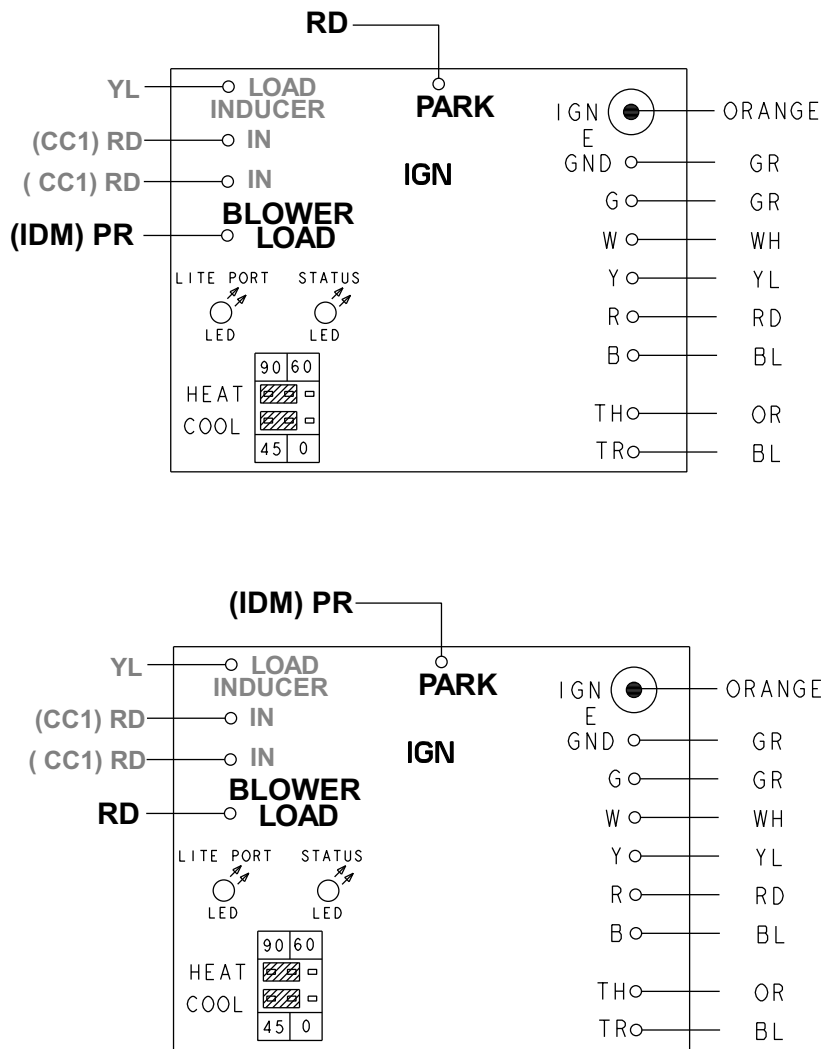 RD
YL LOAD INDUCER
PARK
IGN E ORANGE
(CC1) RD IN
GND GR
( CC1) RD IN
IGN
G GR
(IDM) PR BLOWER LOAD
W WH
LITE PORT STATUS
Y YL
LED LED
R RD
90 60
B BL
HEAT
COOL
TH OR
45 0
TR BL
(IDM) PR
YL LOAD INDUCER
PARK
IGN E ORANGE
(CC1) RD IN
GND GR
( CC1) RD IN
IGN
G GR
RD BLOWER LOAD
W WH
LITE PORT STATUS
Y YL
LED LED
R RD
90 60
B BL
HEAT
COOL
TH OR
45 0
TR BL